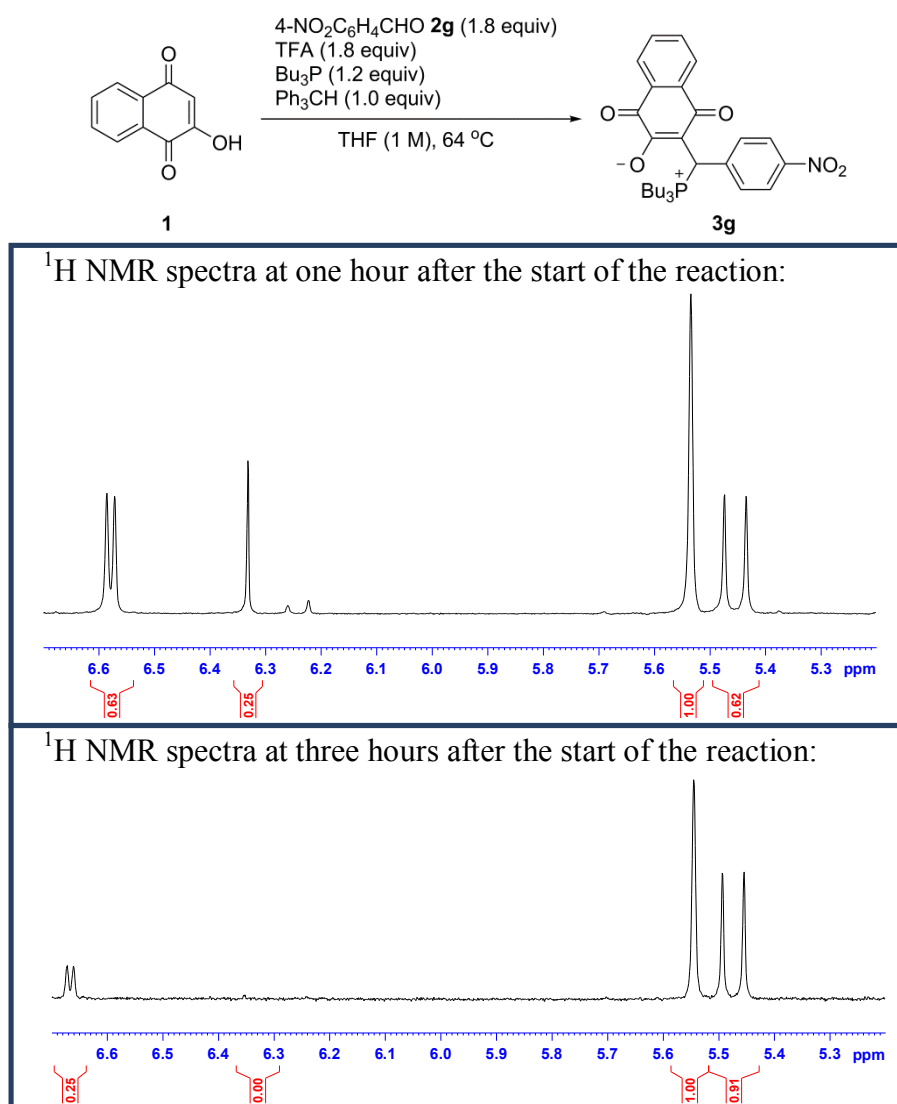 4-NO₂C₆H₄CHO 2g (1.8 equiv)
TFA (1.8 equiv)
Bu₃P (1.2 equiv)
Ph₃CH (1.0 equiv)
THF (1 M), 64 °C
O
OH
O
1
O
O
− O
+
Bu₃P
NO₂
3g
¹H NMR spectra at one hour after the start of the reaction:
6.6 6.5 6.4 6.3 6.2 6.1 6.0 5.9 5.8 5.7 5.6 5.5 5.4 5.3 ppm
0.63 0.25 1.00 0.62
¹H NMR spectra at three hours after the start of the reaction:
6.6 6.5 6.4 6.3 6.2 6.1 6.0 5.9 5.8 5.7 5.6 5.5 5.4 5.3 ppm
0.25 0.00 1.00 0.91